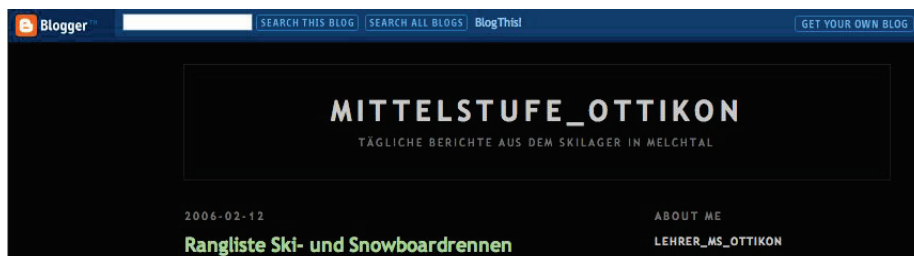 Blogger™ SEARCH THIS BLOG SEARCH ALL BLOGS BlogThis! GET YOUR OWN BLOG
MITTELSTUFE_OTTIKON
TÄGLICHE BERICHTE AUS DEM SKILAGER IN MELCHTAL
2006-02-12
Rangliste Ski- und Snowboardrennen
ABOUT ME
LEHRER_MS_OTTIKON